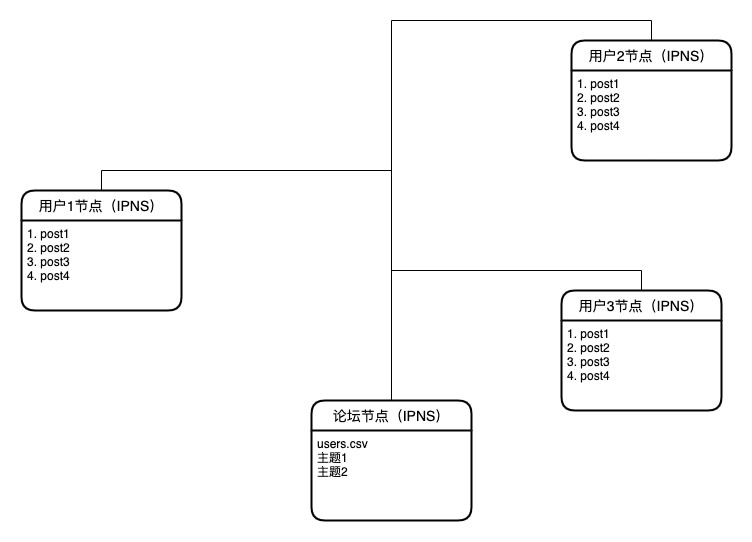 用户2节点（IPNS）
1. post1
2. post2
3. post3
4. post4
用户1节点（IPNS）
1. post1
2. post2
3. post3
4. post4
用户3节点（IPNS）
1. post1
2. post2
3. post3
4. post4
论坛节点（IPNS）
users.csv
主题1
主题2